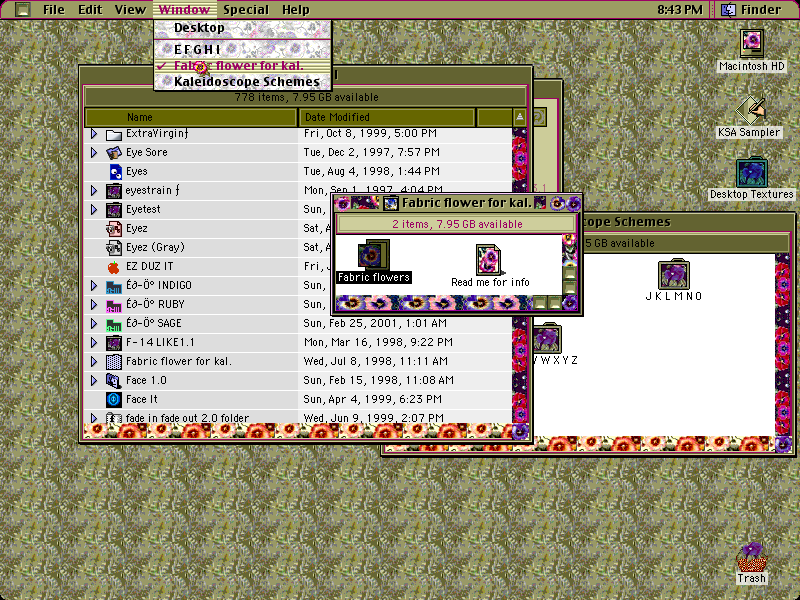 File Edit View Window Special Help 8:43 PM Finder
Desktop
E F G H I
✓ Fabric flower for kal.
Kaleidoscope Schemes
778 items, 7.95 GB available
Name Date Modified
ExtraVirgin ƒ Fri, Oct 8, 1999, 5:00 PM
Eye Sore Tue, Dec 2, 1997, 7:57 PM
Eyes Tue, Aug 4, 1998, 1:44 PM
eyestrain ƒ Mon, Sep 1, 1997, 4:04 PM
Eyetest Sun,
Eyez Sat,
Eyez (Gray) Sat,
EZ DUZ IT Fri,
É∂-Öº INDIGO Sun,
É∂-Öº RUBY Sun,
É∂-Öº SAGE Sun, Feb 25, 2001, 1:01 AM
F-14 LIKE1.1 Mon, Mar 16, 1998, 9:22 PM
Fabric flower for kal. Wed, Jul 8, 1998, 11:11 AM
Face 1.0 Sun, Feb 15, 1998, 11:08 AM
Face It Sun, Apr 4, 1999, 6:23 PM
fade in fade out 2.0 folder Wed, Jun 9, 1999, 2:07 PM
Fabric flower for kal.
2 items, 7.95 GB available
Fabric flowers
Read me for info
cope Schemes
5 GB available
J K L M N O
V W X Y Z
Macintosh HD
KSA Sampler
Desktop Textures
Trash